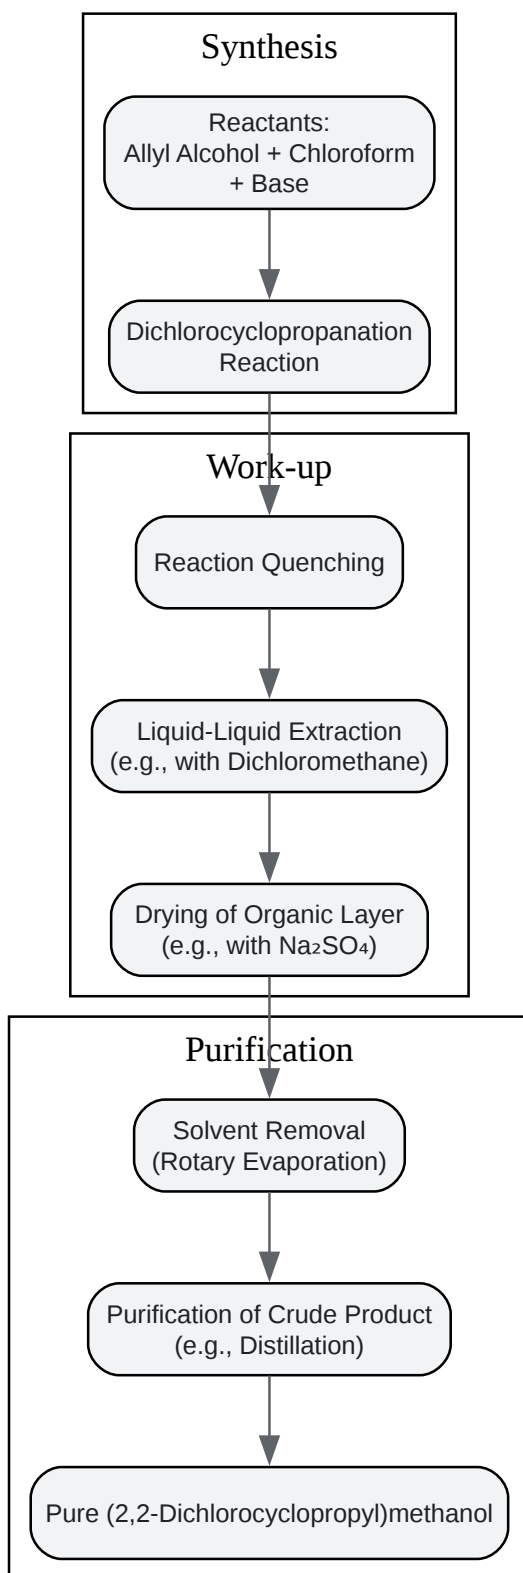 Synthesis
Reactants:
Allyl Alcohol + Chloroform
+ Base
Dichlorocyclopropanation
Reaction
Work-up
Reaction Quenching
Liquid-Liquid Extraction
(e.g., with Dichloromethane)
Drying of Organic Layer
(e.g., with Na₂SO₄)
Purification
Solvent Removal
(Rotary Evaporation)
Purification of Crude Product
(e.g., Distillation)
Pure (2,2-Dichlorocyclopropyl)methanol